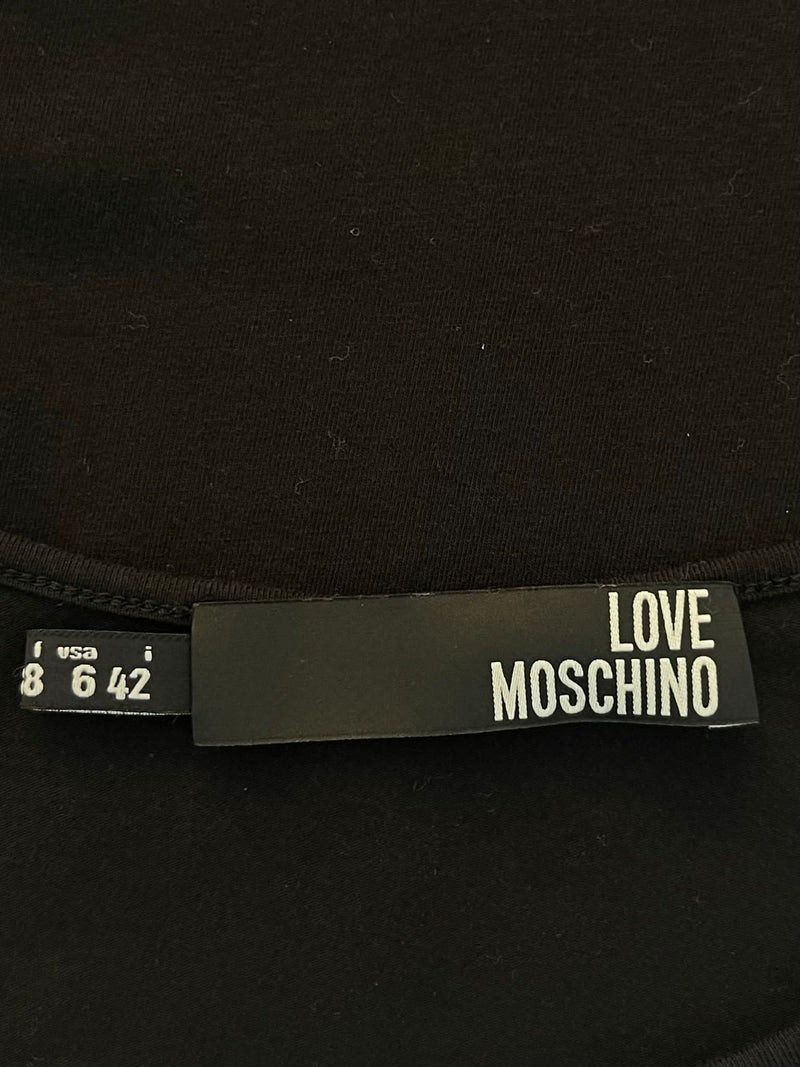 f usa i
8 6 42
LOVE
MOSCHINO